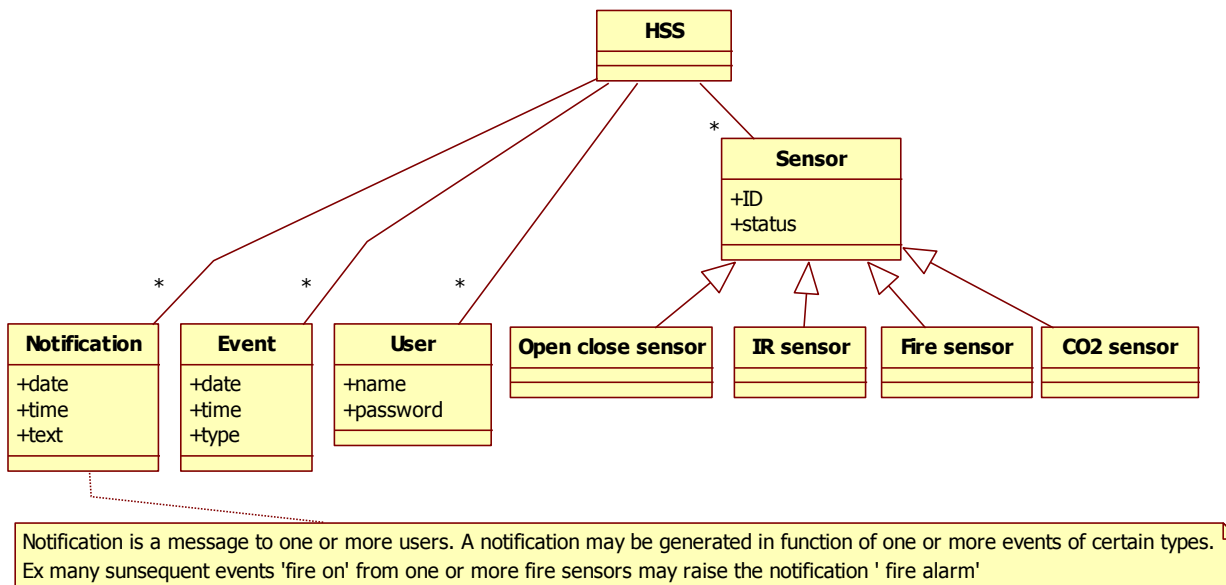 HSS
*
Sensor
+ID
+status
*
*
*
Notification
+date
+time
+text
Event
+date
+time
+type
User
+name
+password
Open close sensor
IR sensor
Fire sensor
CO2 sensor
Notification is a message to one or more users. A notification may be generated in function of one or more events of certain types.
Ex many sunsequent events 'fire on' from one or more fire sensors may raise the notification ' fire alarm'